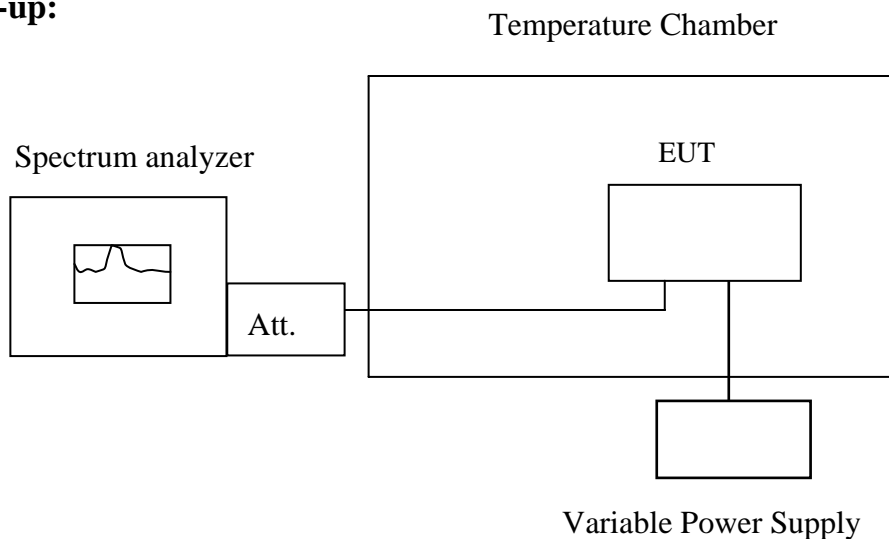 -up:
Temperature Chamber
Spectrum analyzer
EUT
Att.
Variable Power Supply